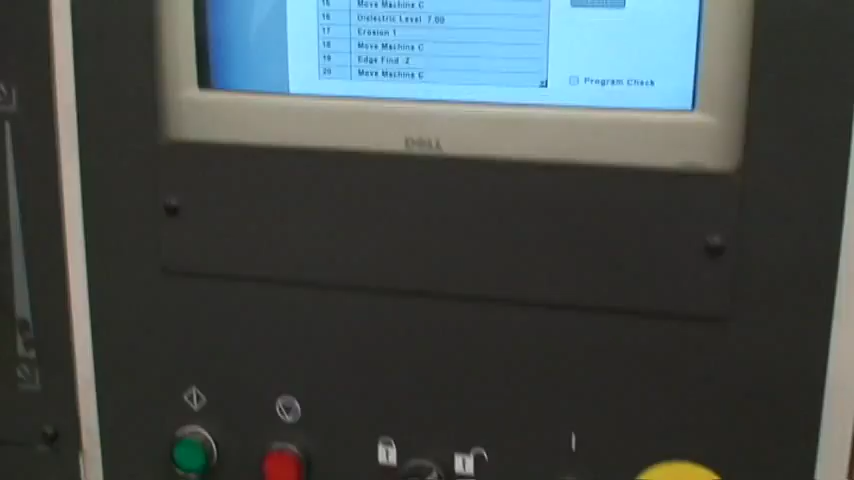 15 Move Machine C
16 Dielectric Level 7.00
17 Erosion 1
18 Move Machine C
19 Edge Find -Z
20 Move Machine C
Program Check
DELL